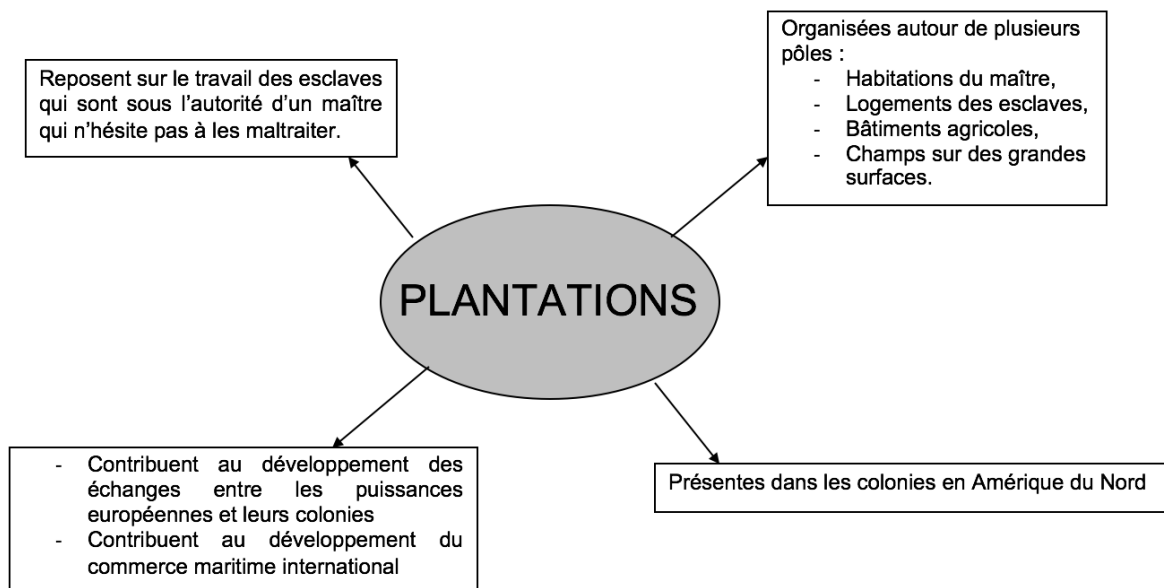 Reposent sur le travail des esclaves
qui sont sous l'autorité d'un maître
qui n'hésite pas à les maltraiter.
Organisées autour de plusieurs
pôles :
- Habitations du maître,
- Logements des esclaves,
- Bâtiments agricoles,
- Champs sur des grandes
surfaces.
PLANTATIONS
- Contribuent au développement des
échanges entre les puissances
européennes et leurs colonies
- Contribuent au développement du
commerce maritime international
Présentes dans les colonies en Amérique du Nord